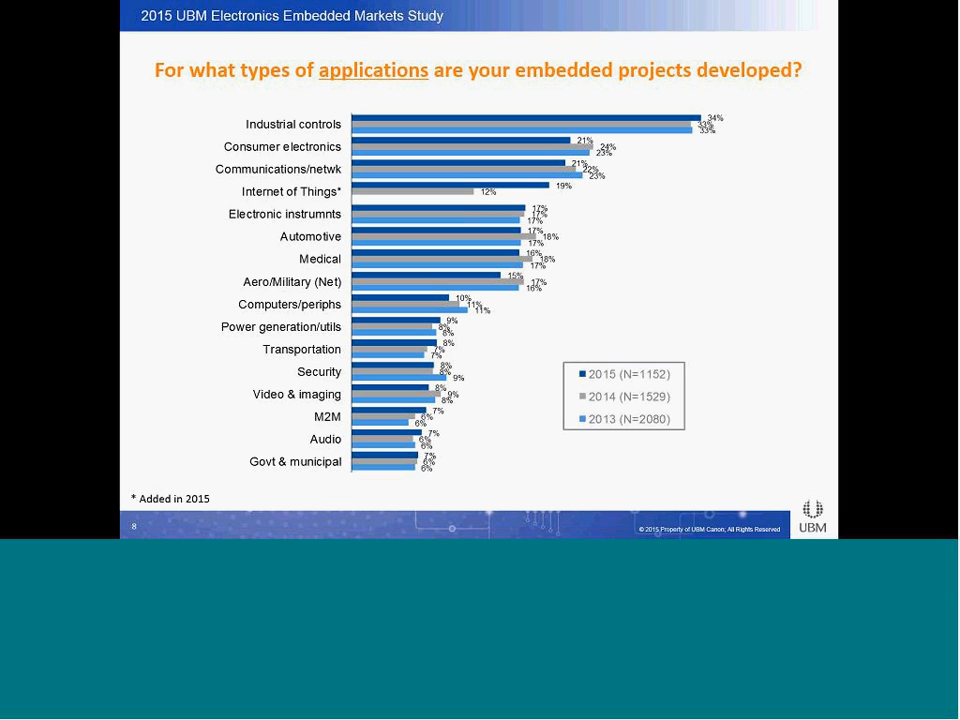 2015 UBM Electronics Embedded Markets Study
For what types of applications are your embedded projects developed?
Industrial controls
34%
33%
33%
Consumer electronics
21%
24%
23%
Communications/netwk
21%
22%
23%
Internet of Things*
19%
12%
Electronic instrumnts
17%
17%
17%
Automotive
17%
18%
17%
Medical
16%
18%
17%
Aero/Military (Net)
15%
17%
16%
Computers/periphs
10%
11%
11%
Power generation/utils
9%
8%
8%
Transportation
8%
7%
7%
Security
8%
8%
9%
Video & imaging
8%
9%
8%
M2M
7%
6%
6%
Audio
7%
6%
6%
Govt & municipal
7%
6%
6%
2015 (N=1152)
2014 (N=1529)
2013 (N=2080)
* Added in 2015
8
© 2015 Property of UBM Canon; All Rights Reserved
UBM